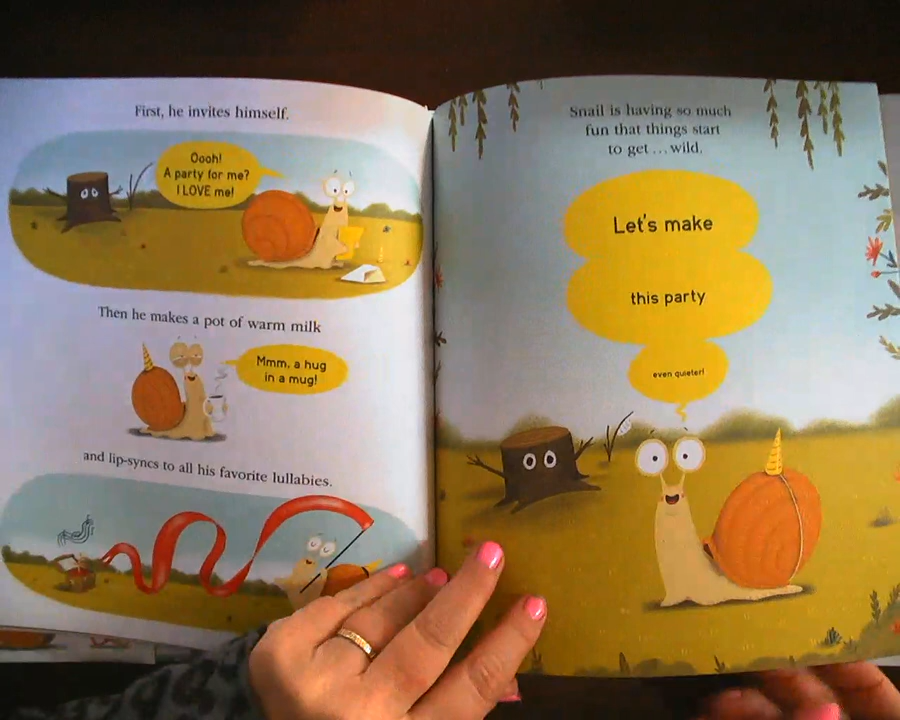 First, he invites himself.
Oooh!
A party for me?
I LOVE me!
Then he makes a pot of warm milk
Mmm, a hug
in a mug!
and lip-syncs to all his favorite lullabies.
Snail is having so much
fun that things start
to get ... wild.
Let's make
this party
even quieter!